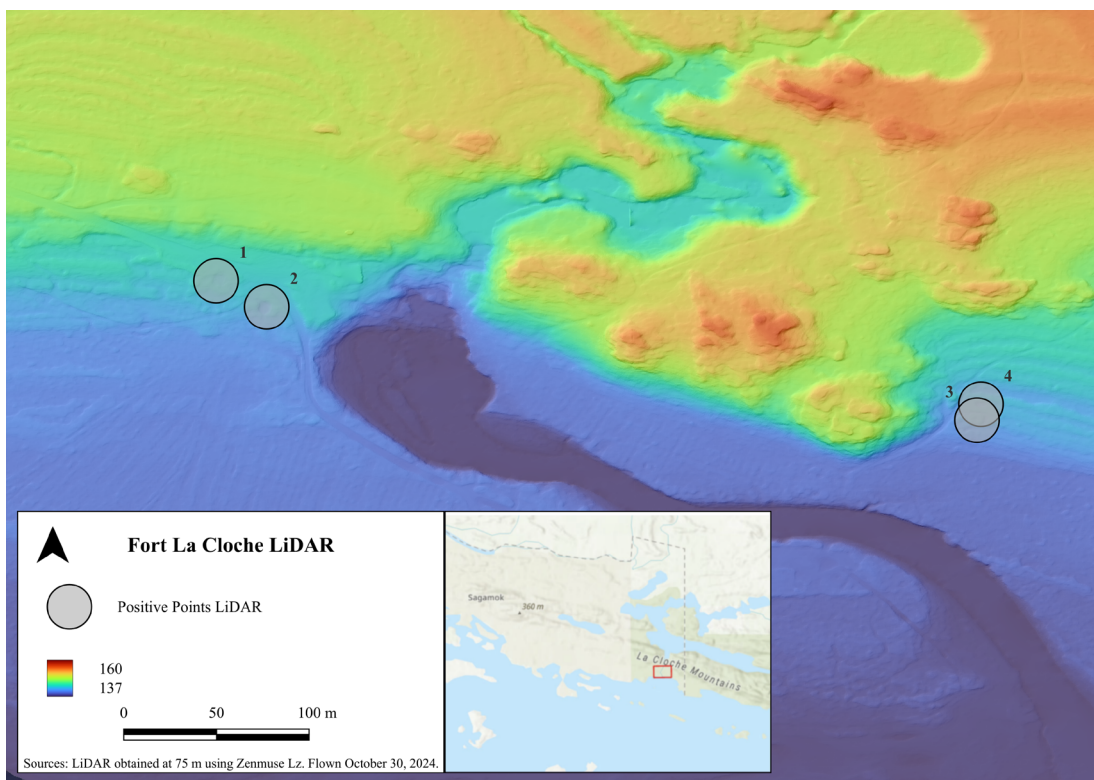 1
2
3
4
Fort La Cloche LiDAR
Positive Points LiDAR
160
137
0
50
100 m
Sources: LiDAR obtained at 75 m using Zenmuse Lz. Flown October 30, 2024.
Sagamok
360 m
La Cloche Mountains